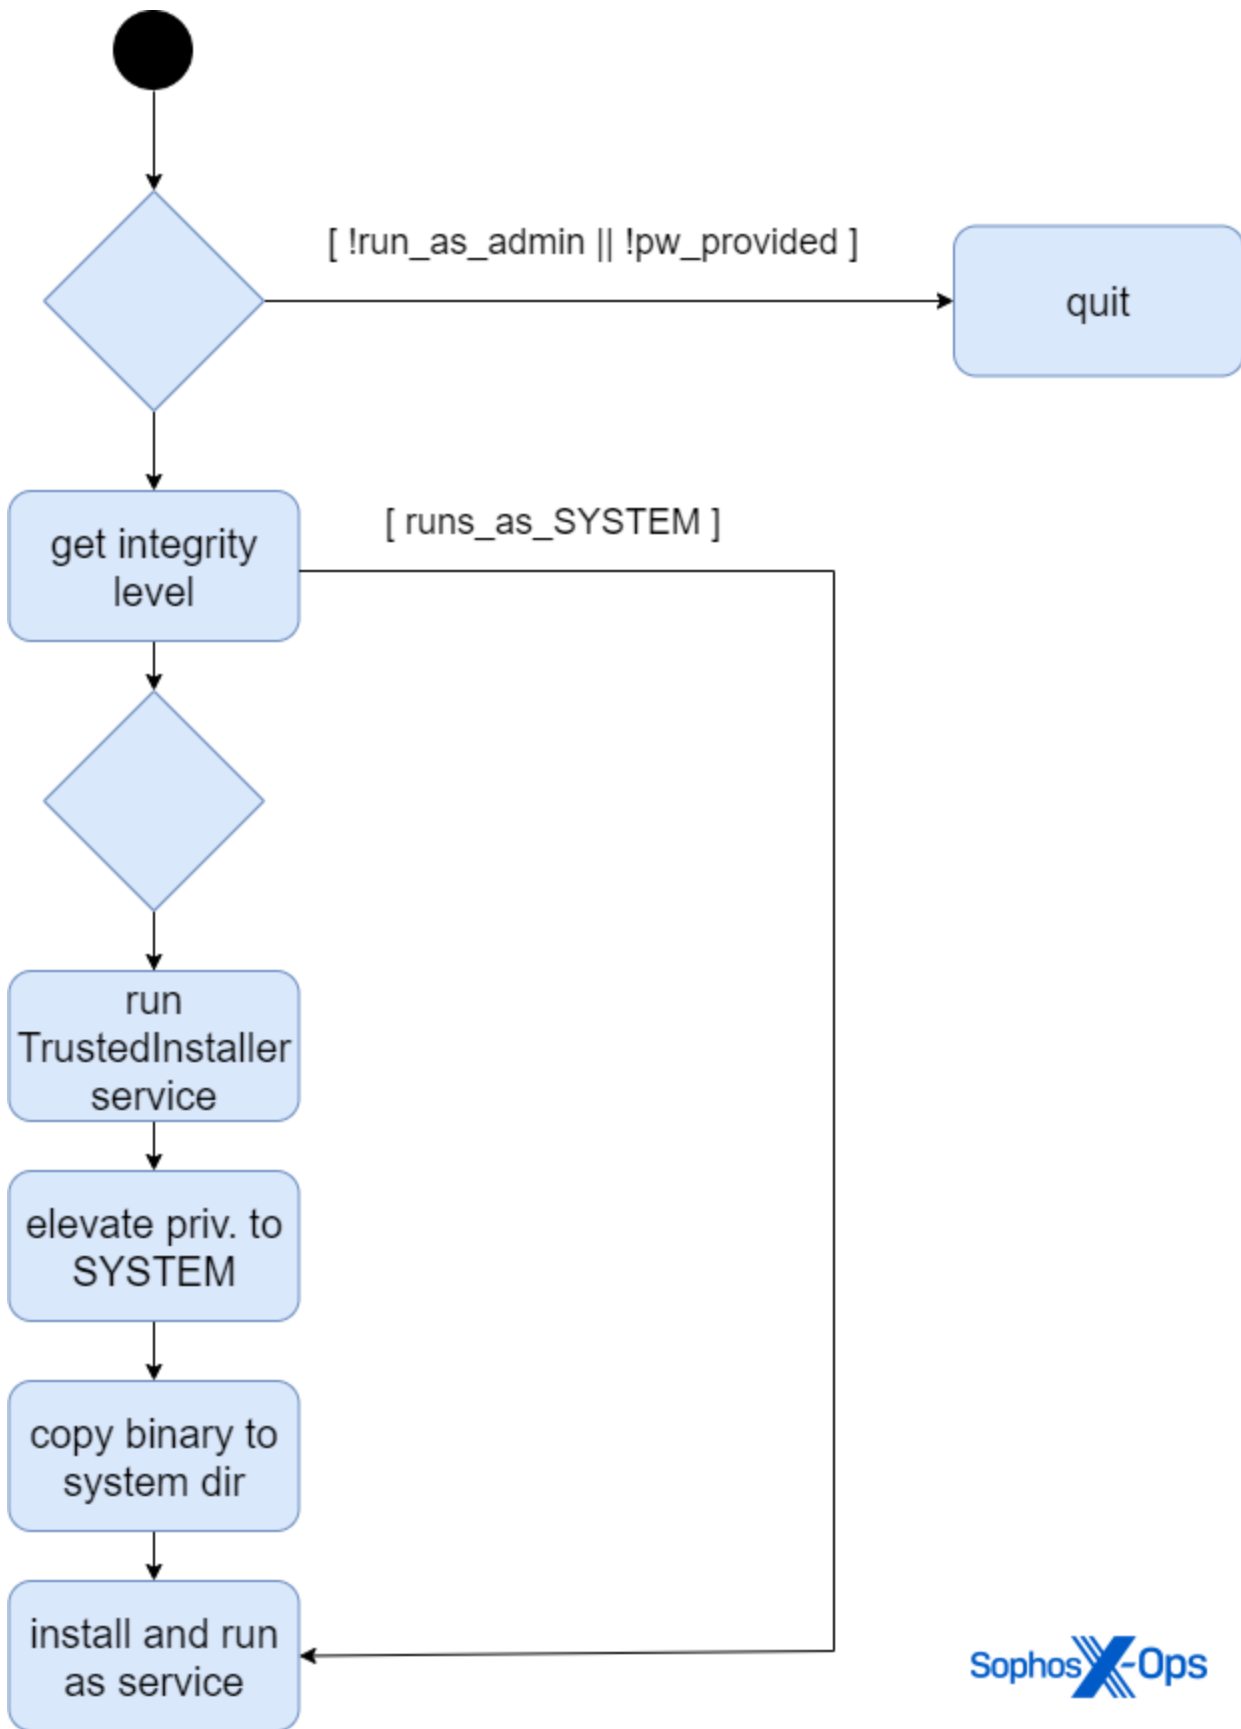 [ !run_as_admin || !pw_provided ]
quit
get integrity
level
[ runs_as_SYSTEM ]
run
TrustedInstaller
service
elevate priv. to
SYSTEM
copy binary to
system dir
install and run
as service
Sophos X-Ops